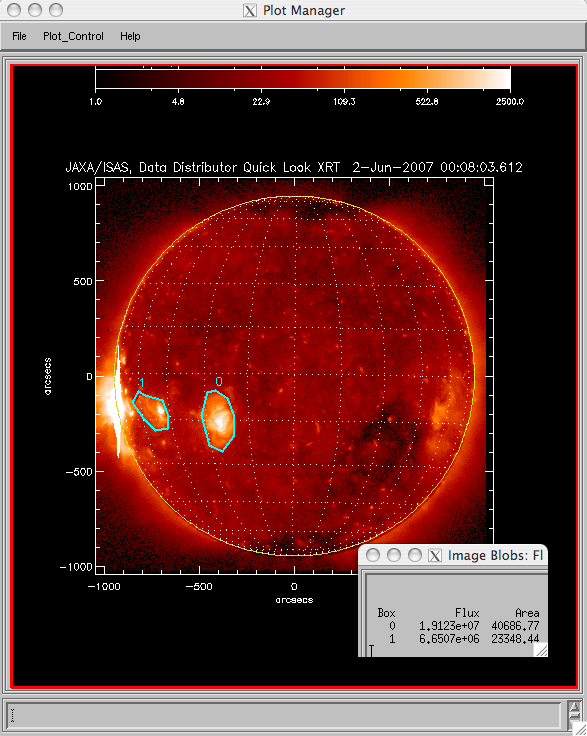 Plot Manager
File Plot_Control Help
1.0 4.8 22.9 109.3 522.8 2500.0
JAXA/ISAS, Data Distributor Quick Look XRT 2-Jun-2007 00:08:03.612
1000
500
0
-500
-1000
arcsecs
1
0
-1000 -500 0
arcsecs
Image Blobs: Fl
Box Flux Area
0 1.9123e+07 40686.77
1 6.6507e+06 23348.44